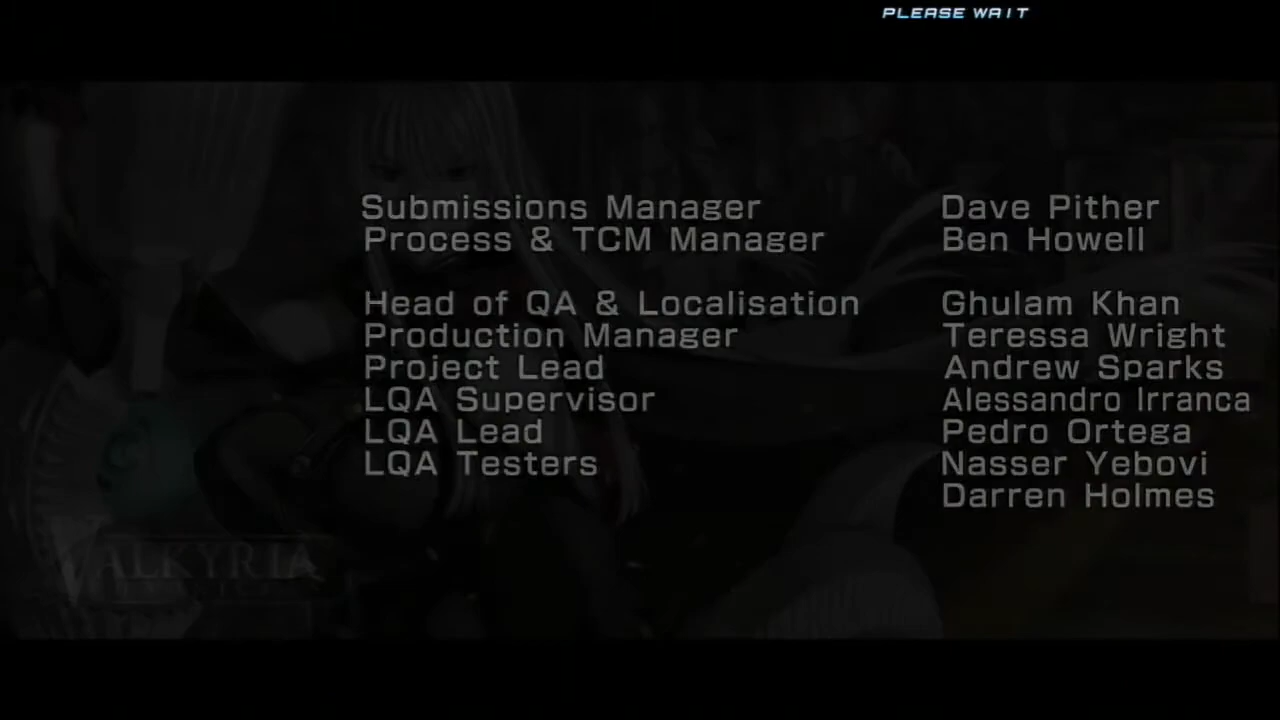 PLEASE WAIT
Submissions Manager Dave Pither
Process & TCM Manager Ben Howell
Head of QA & Localisation Ghulam Khan
Production Manager Teressa Wright
Project Lead Andrew Sparks
LQA Supervisor Alessandro Irranca
LQA Lead Pedro Ortega
LQA Testers Nasser Yebovi
Darren Holmes
VALKYRIA